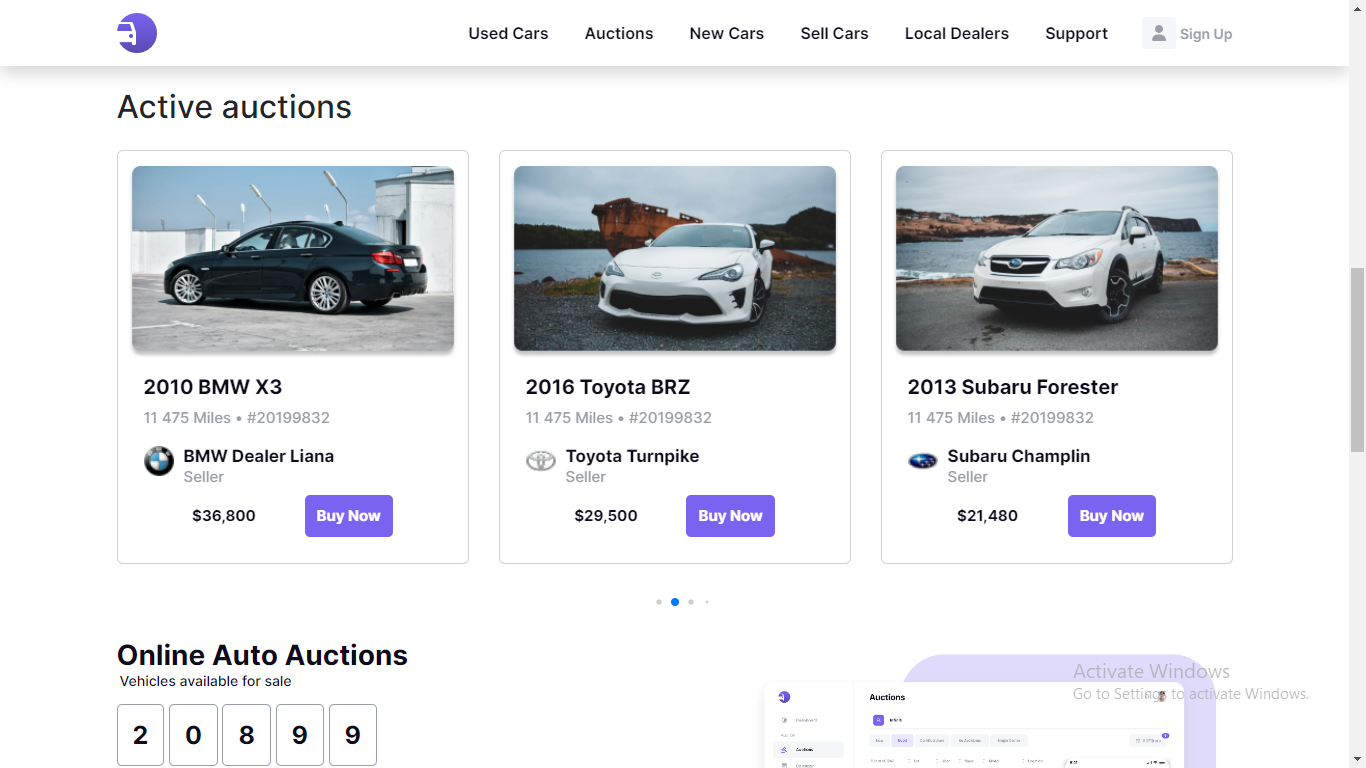 Used Cars Auctions New Cars Sell Cars Local Dealers Support Sign Up
Active auctions
2010 BMW X3
11 475 Miles • #20199832
BMW Dealer Liana
Seller
$36,800 Buy Now
2016 Toyota BRZ
11 475 Miles • #20199832
Toyota Turnpike
Seller
$29,500 Buy Now
2013 Subaru Forester
11 475 Miles • #20199832
Subaru Champlin
Seller
$21,480 Buy Now
Online Auto Auctions
Vehicles available for sale
2 0 8 9 9
Auctions
Dashboard
Auctions
Calendar
Activate Windows
Go to Settings to activate Windows.